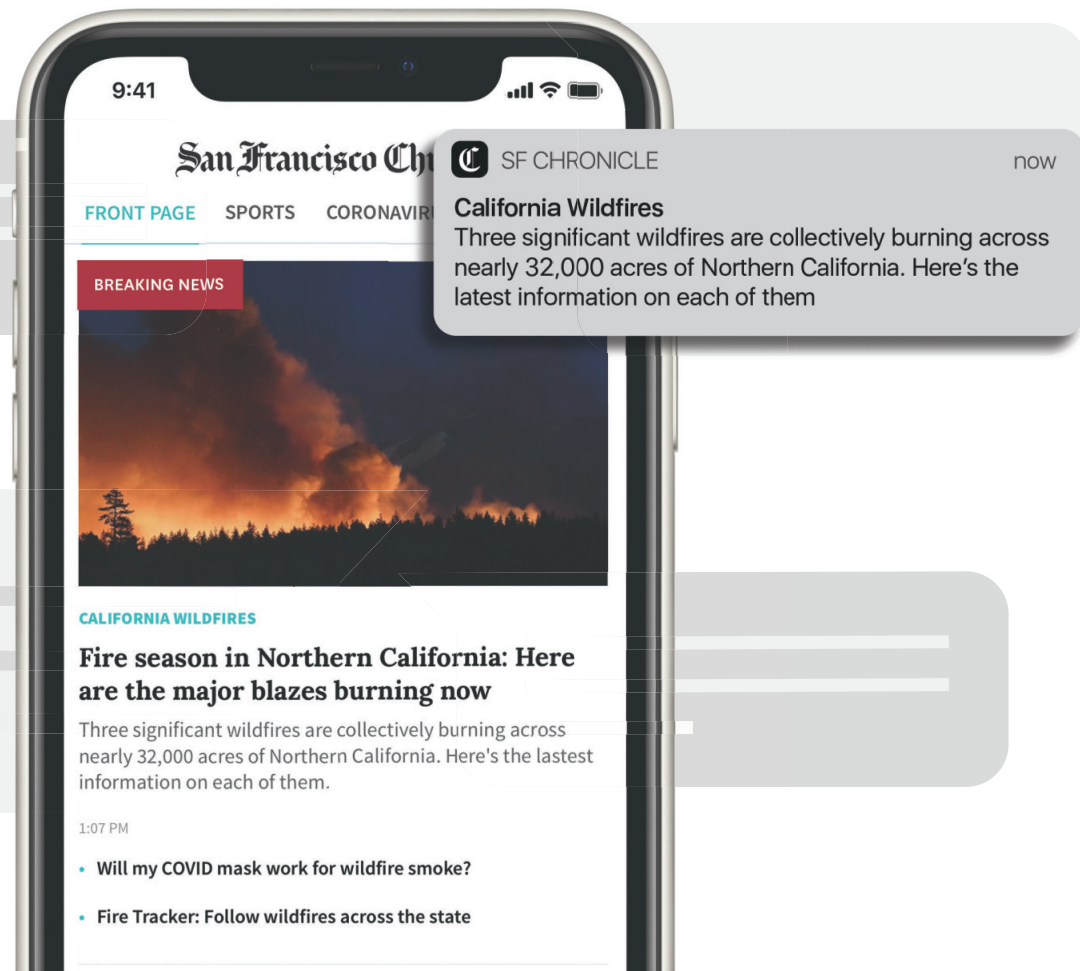 9:41
San Francisco
FRONT PAGE SPORTS
C SF CHRONICLE now
California Wildfires
Three significant wildfires are collectively burning across
nearly 32,000 acres of Northern California. Here’s the
latest information on each of them
BREAKING NEWS
CALIFORNIA WILDFIRES
Fire season in Northern California: Here
are the major blazes burning now
Three significant wildfires are collectively burning across
nearly 32,000 acres of Northern California. Here's the lastest
information on each of them.
1:07 PM
• Will my COVID mask work for wildfire smoke?
• Fire Tracker: Follow wildfires across the state